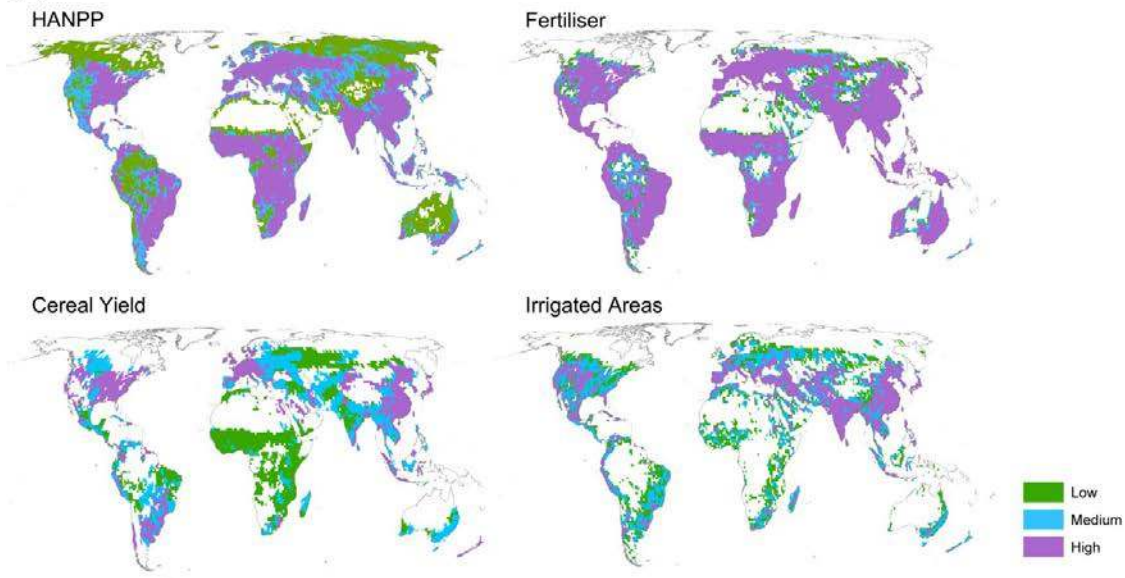 HANPP
Fertiliser
Cereal Yield
Irrigated Areas
Low
Medium
High